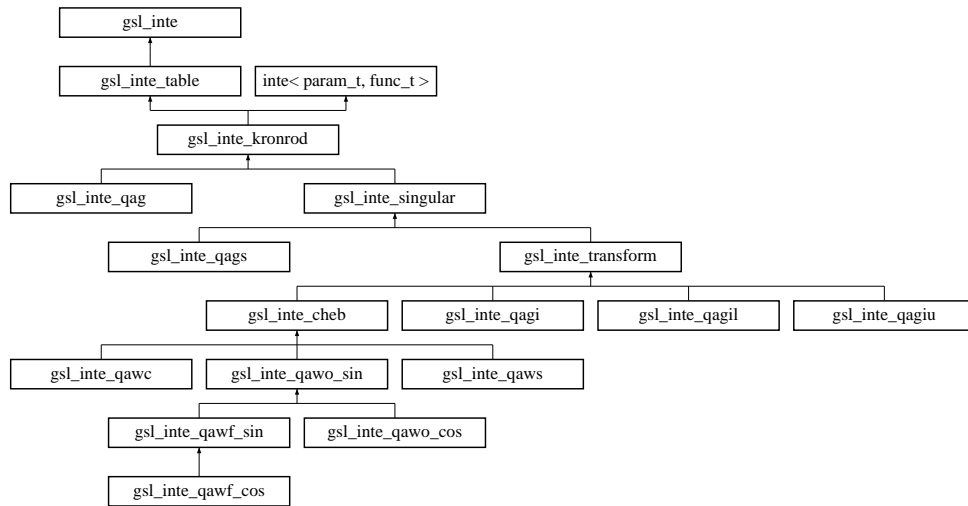 gsl_inte
gsl_inte_table
inte< param_t, func_t >
gsl_inte_kronrod
gsl_inte_qag
gsl_inte_singular
gsl_inte_qags
gsl_inte_transform
gsl_inte_cheb
gsl_inte_qagi
gsl_inte_qagil
gsl_inte_qagiu
gsl_inte_qawc
gsl_inte_qawo_sin
gsl_inte_qaws
gsl_inte_qawf_sin
gsl_inte_qawo_cos
gsl_inte_qawf_cos